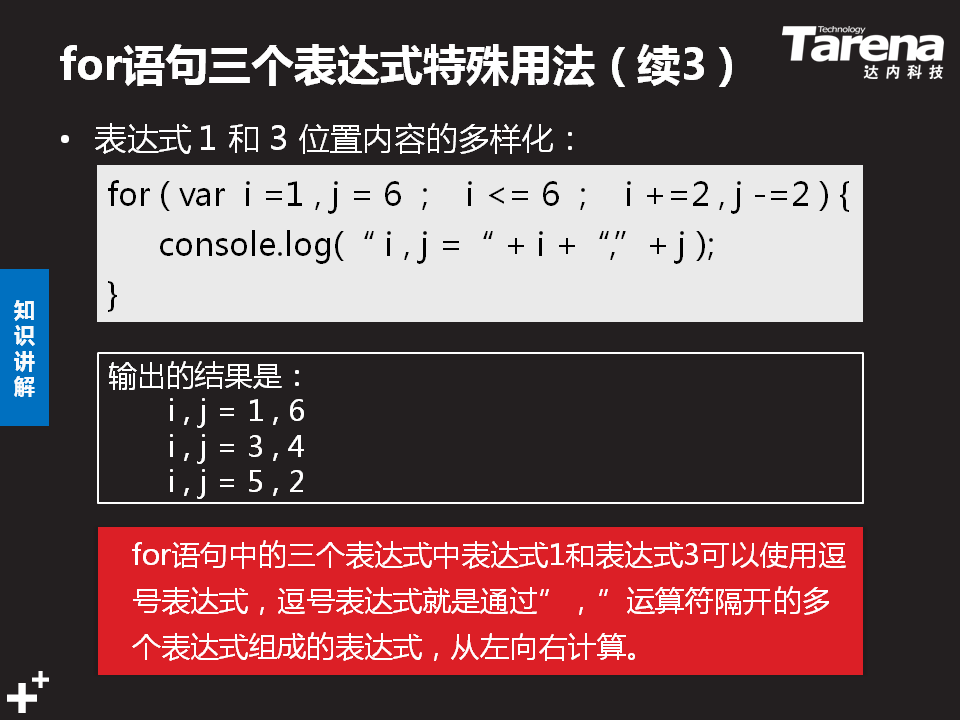 for语句三个表达式特殊用法（续3）
Technology
Tarena
达内科技
• 表达式 1 和 3 位置内容的多样化：
for ( var i =1 , j = 6 ; i <= 6 ; i +=2 , j -=2 ) {
console.log( “ i , j = “ + i + “,” + j );
}
知识讲解
输出的结果是：
i , j = 1 , 6
i , j = 3 , 4
i , j = 5 , 2
for语句中的三个表达式中表达式1和表达式3可以使用逗
号表达式，逗号表达式就是通过” ，”运算符隔开的多
个表达式组成的表达式，从左向右计算。